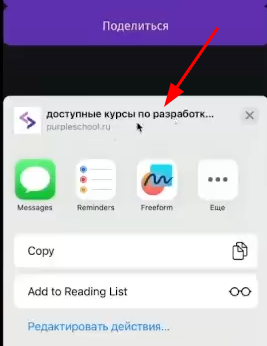 Поделиться
доступные курсы по разработк...
purpleschool.ru
Messages
Reminders
Freeform
Еще
Copy
Add to Reading List
Редактировать действия...